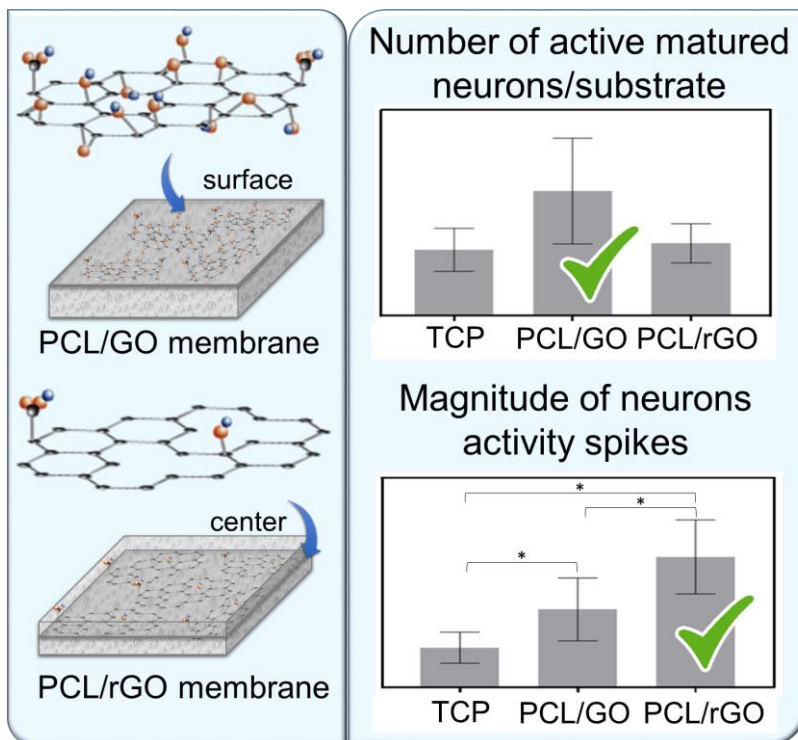 surface
PCL/GO membrane
center
PCL/rGO membrane
Number of active matured
neurons/substrate
TCP PCL/GO PCL/rGO
Magnitude of neurons
activity spikes
*
*
*
TCP PCL/GO PCL/rGO